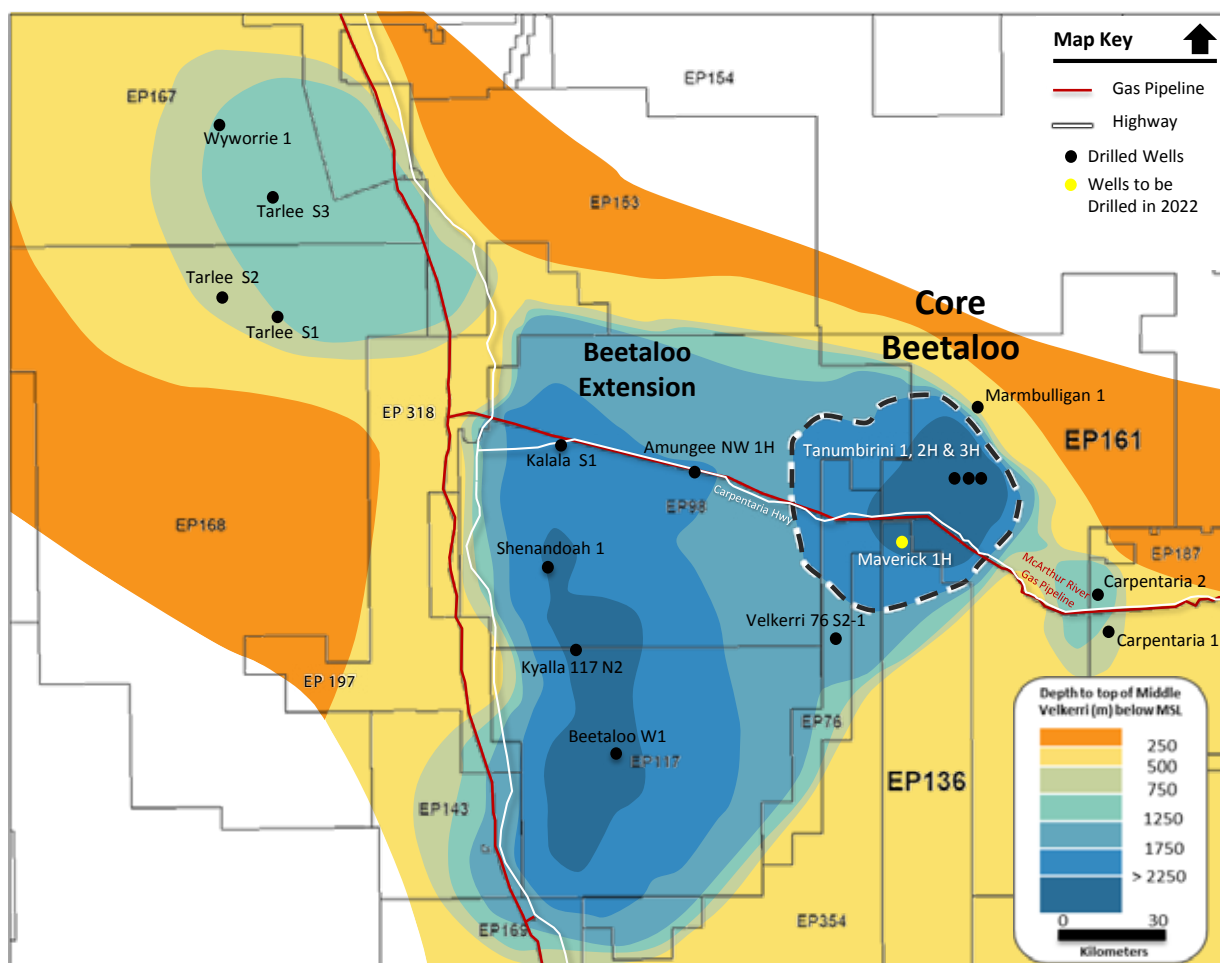 Map Key
Gas Pipeline
Highway
Drilled Wells
Wells to be
Drilled in 2022
EP154
EP167
Wyworrie 1
Tarlee S3
EP153
Tarlee S2
Tarlee S1
Core
Beetaloo
Beetaloo
Extension
EP 318
Marmbulligan 1
EP161
Tanumbirini 1, 2H & 3H
Amungee NW 1H
Kalala S1
EP98
Carpentaria Hwy
EP168
Shenandoah 1
Maverick 1H
EP187
McArthur River
Gas Pipeline
Carpentaria 2
Carpentaria 1
Velkerri 76 S2-1
Kyalla 117 N2
EP 197
EP76
Beetaloo W1
EP117
EP136
EP143
EP354
EP169
Depth to top of Middle
Velkerri (m) below MSL
250
500
750
1250
1750
> 2250
0 30
Kilometers